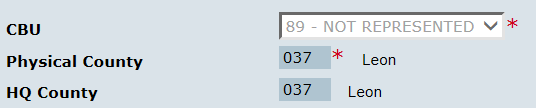 CBU 89 - NOT REPRESENTED *
Physical County 037 * Leon
HQ County 037 Leon